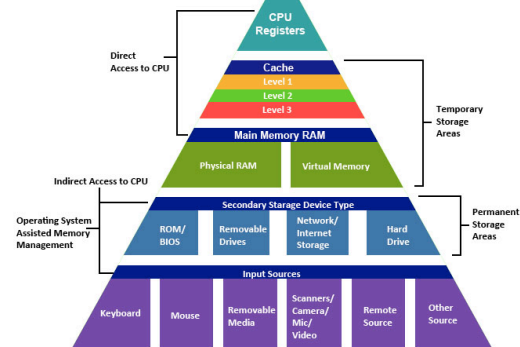 CPU
Registers
Direct
Access to CPU
Cache
Level 1
Level 2
Level 3
Temporary
Storage
Areas
Main Memory RAM
Physical RAM
Virtual Memory
Indirect Access to CPU
Operating System
Assisted Memory
Management
Secondary Storage Device Type
ROM/
BIOS
Removable
Drives
Network/
Internet
Storage
Hard
Drive
Permanent
Storage
Areas
Input Sources
Keyboard
Mouse
Removable
Media
Scanners/
Camera/
Mic/
Video
Remote
Source
Other
Source